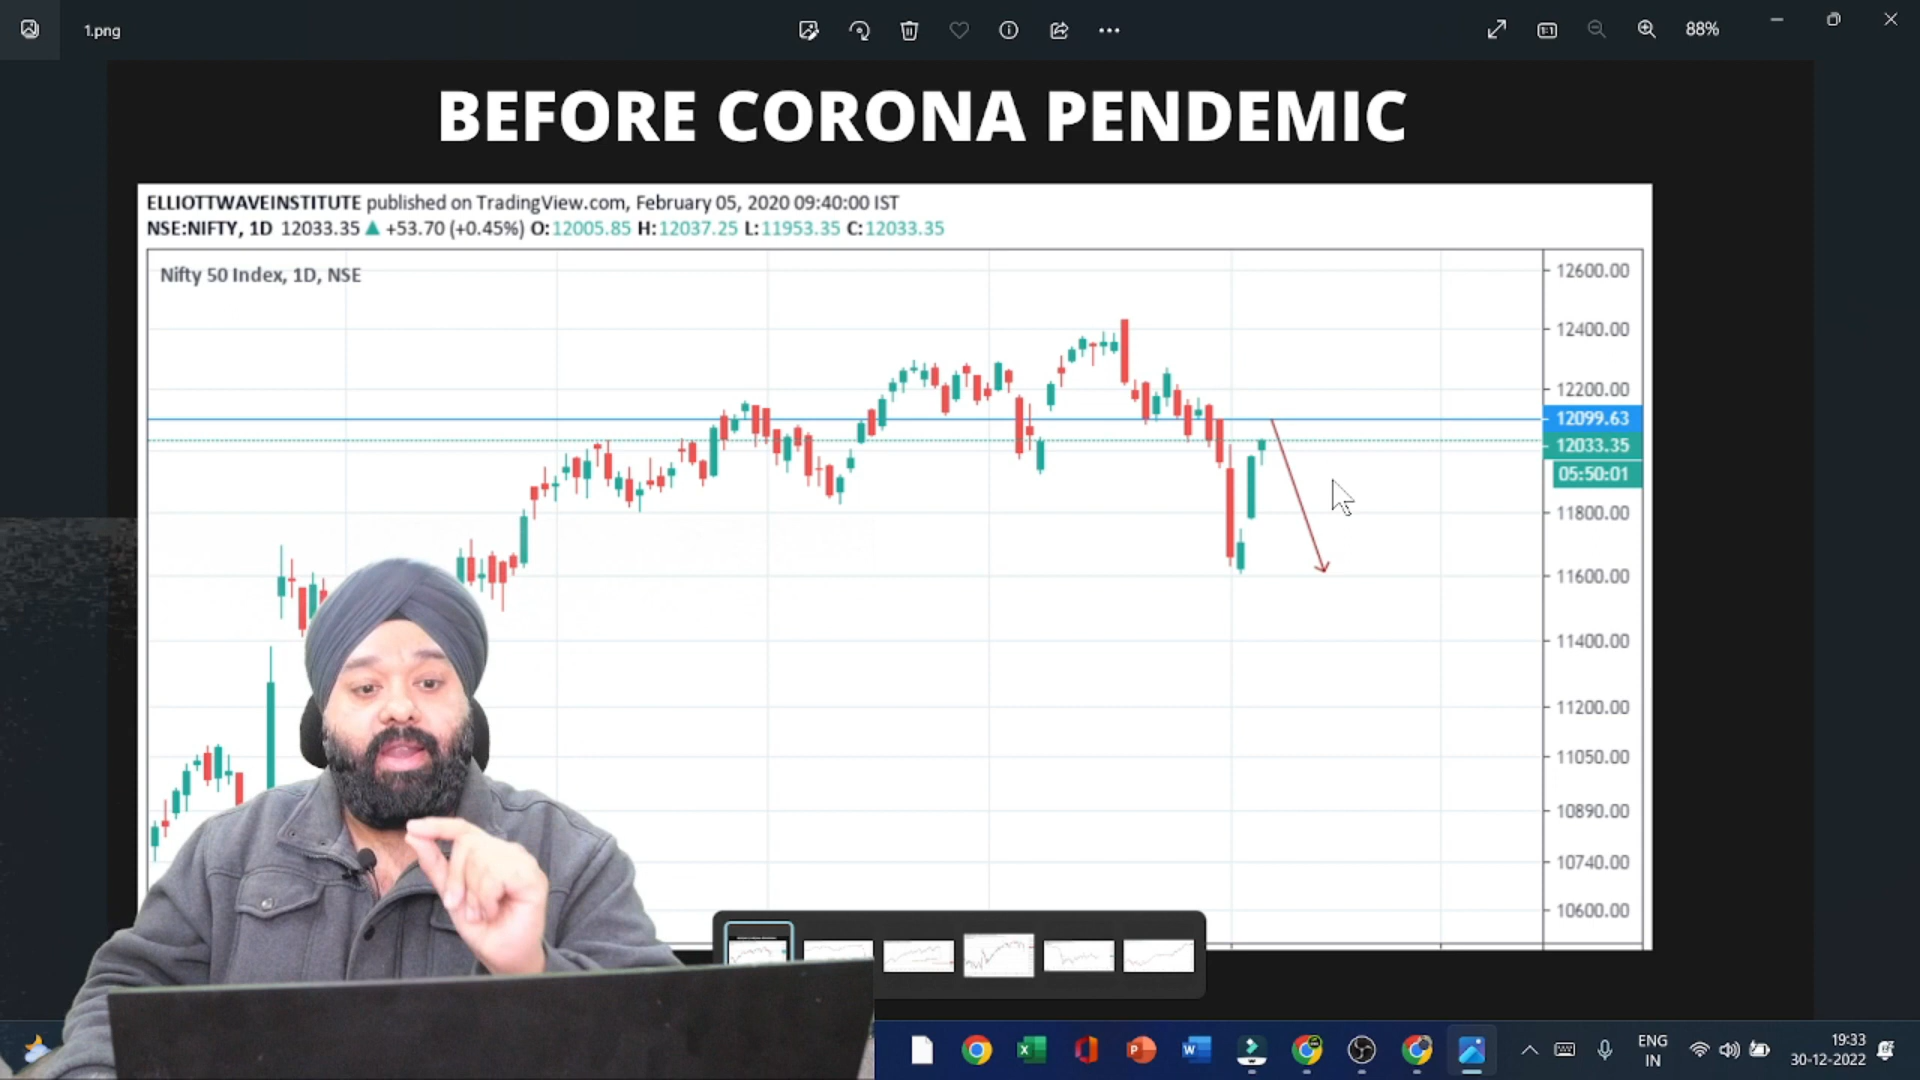 1.png
88%
BEFORE CORONA PENDEMIC
ELLIOTTWAVEINSTITUTE published on TradingView.com, February 05, 2020 09:40:00 IST
NSE:NIFTY, 1D 12033.35 ▲ +53.70 (+0.45%) O:12005.85 H:12037.25 L:11953.35 C:12033.35
Nifty 50 Index, 1D, NSE
12600.00
12400.00
12200.00
12099.63
12033.35
05:50:01
11800.00
11600.00
11400.00
11200.00
11050.00
10890.00
10740.00
10600.00
ENG
IN
19:33
30-12-2022